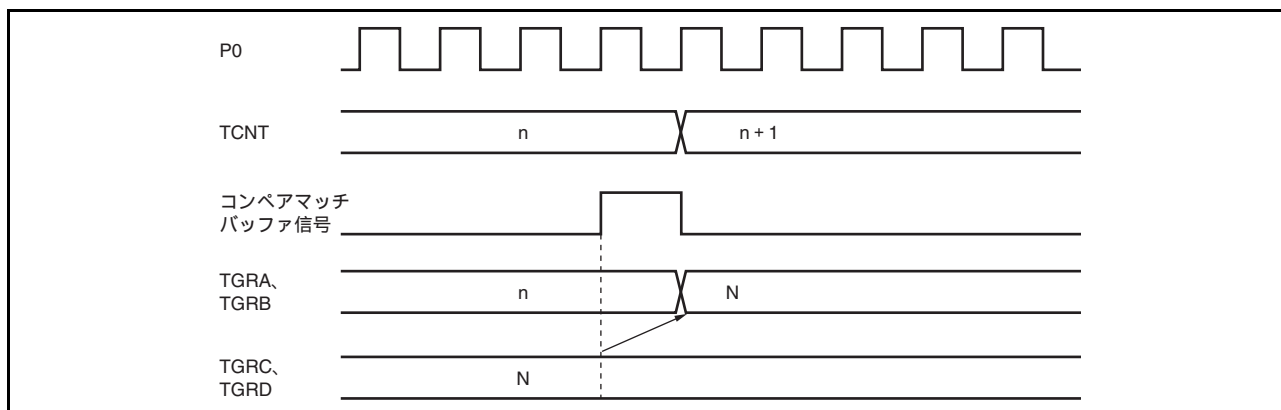 P0
TCNT
n
n + 1
コンペアマッチ
バッファ信号
TGRA、
TGRB
n
N
TGRC、
TGRD
N